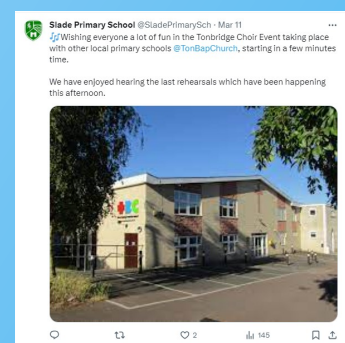 Slade Primary School @SladePrimarySch · Mar 11
🎶Wishing everyone a lot of fun in the Tonbridge Choir Event taking place
with other local primary schools @TonBapChurch, starting in a few minutes
time.
We have enjoyed hearing the last rehearsals which have been happening
this afternoon.
2 145